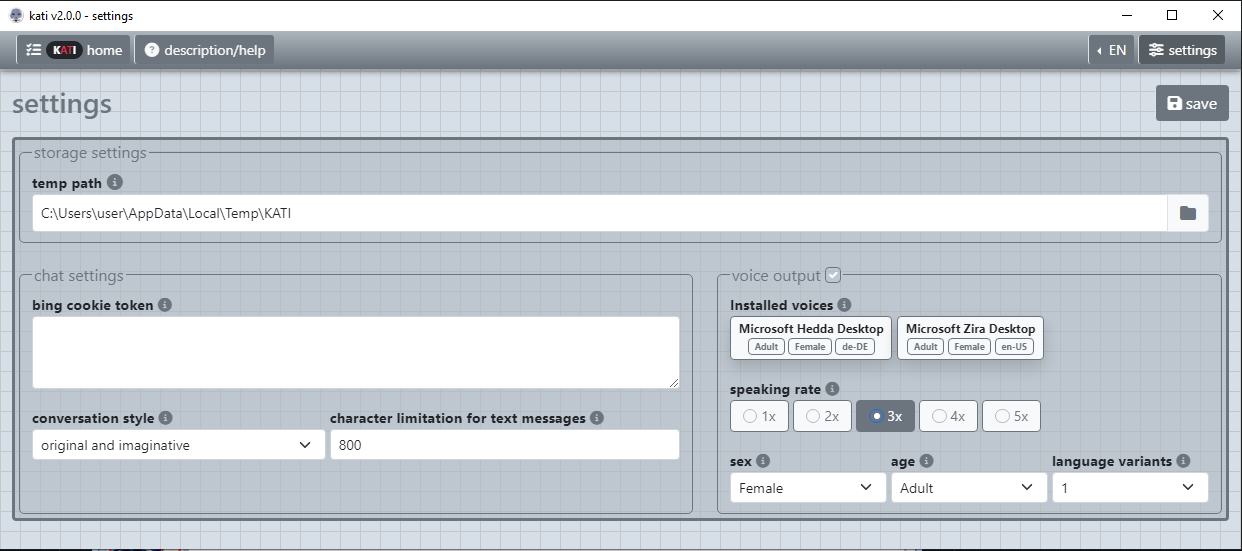 kati v2.0.0 - settings
KATI home
description/help
EN
settings
settings
save
storage settings
temp path
C:\Users\user\AppData\Local\Temp\KATI
chat settings
bing cookie token
conversation style
character limitation for text messages
original and imaginative
800
voice output
Installed voices
Microsoft Hedda Desktop
Adult Female de-DE
Microsoft Zira Desktop
Adult Female en-US
speaking rate
1x 2x 3x 4x 5x
sex
age
language variants
Female
Adult
1